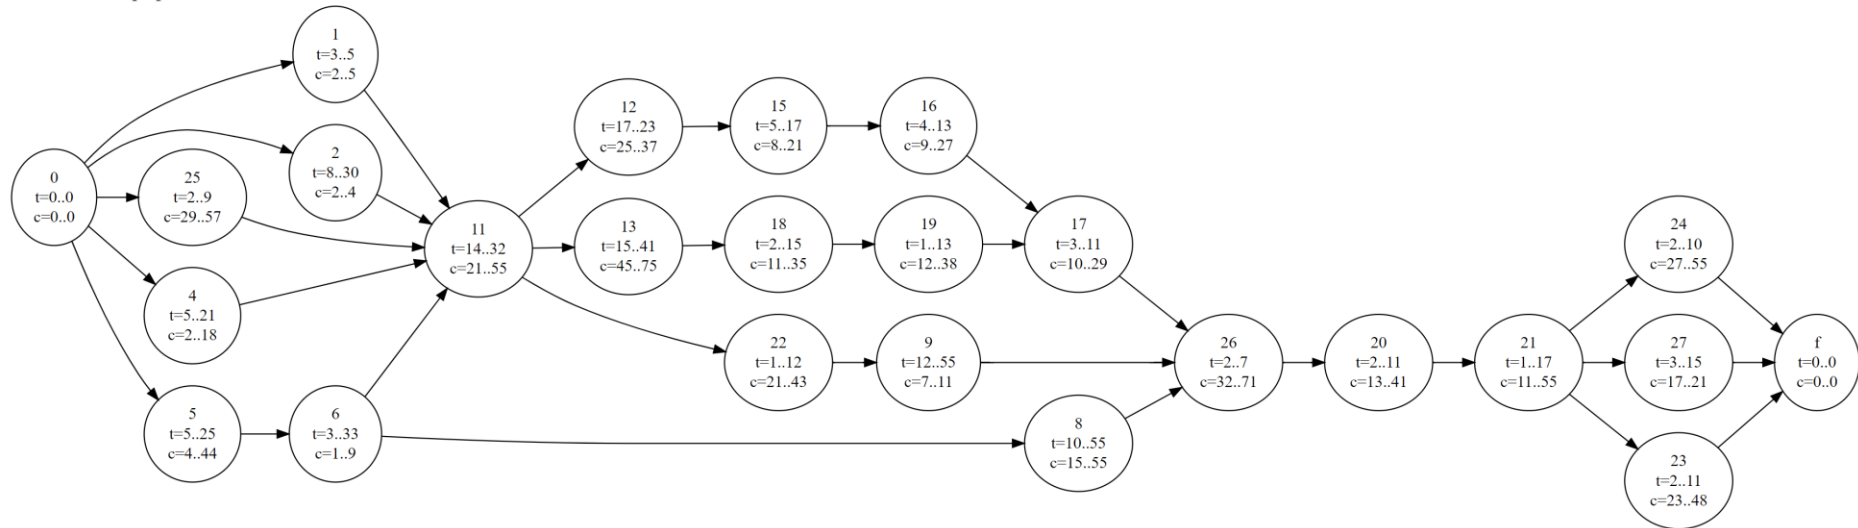 0
t=0..0
c=0..0
1
t=3..5
c=2..5
2
t=8..30
c=2..4
25
t=2..9
c=29..57
4
t=5..21
c=2..18
5
t=5..25
c=4..44
6
t=3..33
c=1..9
11
t=14..32
c=21..55
12
t=17..23
c=25..37
15
t=5..17
c=8..21
16
t=4..13
c=9..27
13
t=15..41
c=45..75
18
t=2..15
c=11..35
19
t=1..13
c=12..38
17
t=3..11
c=10..29
22
t=1..12
c=21..43
9
t=12..55
c=7..11
8
t=10..55
c=15..55
26
t=2..7
c=32..71
20
t=2..11
c=13..41
21
t=1..17
c=11..55
24
t=2..10
c=27..55
27
t=3..15
c=17..21
23
t=2..11
c=23..48
f
t=0..0
c=0..0